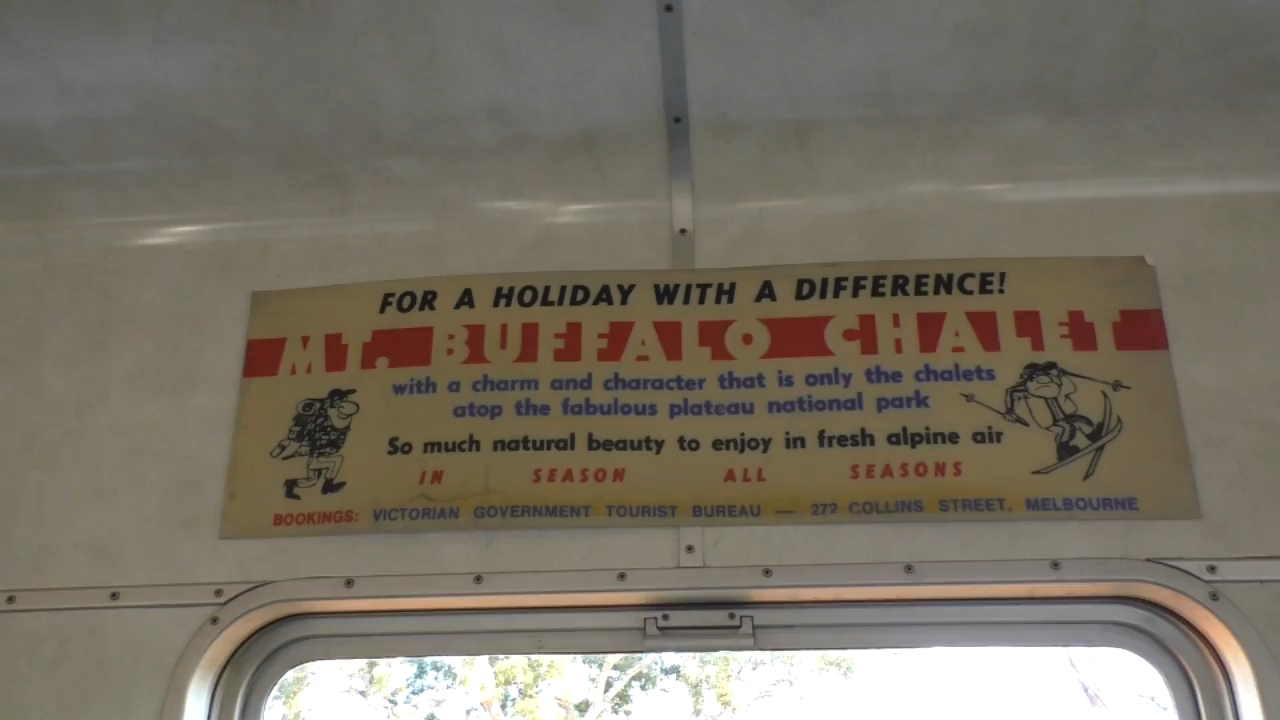 FOR A HOLIDAY WITH A DIFFERENCE!
MT. BUFFALO CHALET
with a charm and character that is only the chalets
atop the fabulous plateau national park
So much natural beauty to enjoy in fresh alpine air
IN SEASON ALL SEASONS
BOOKINGS: VICTORIAN GOVERNMENT TOURIST BUREAU — 272 COLLINS STREET, MELBOURNE